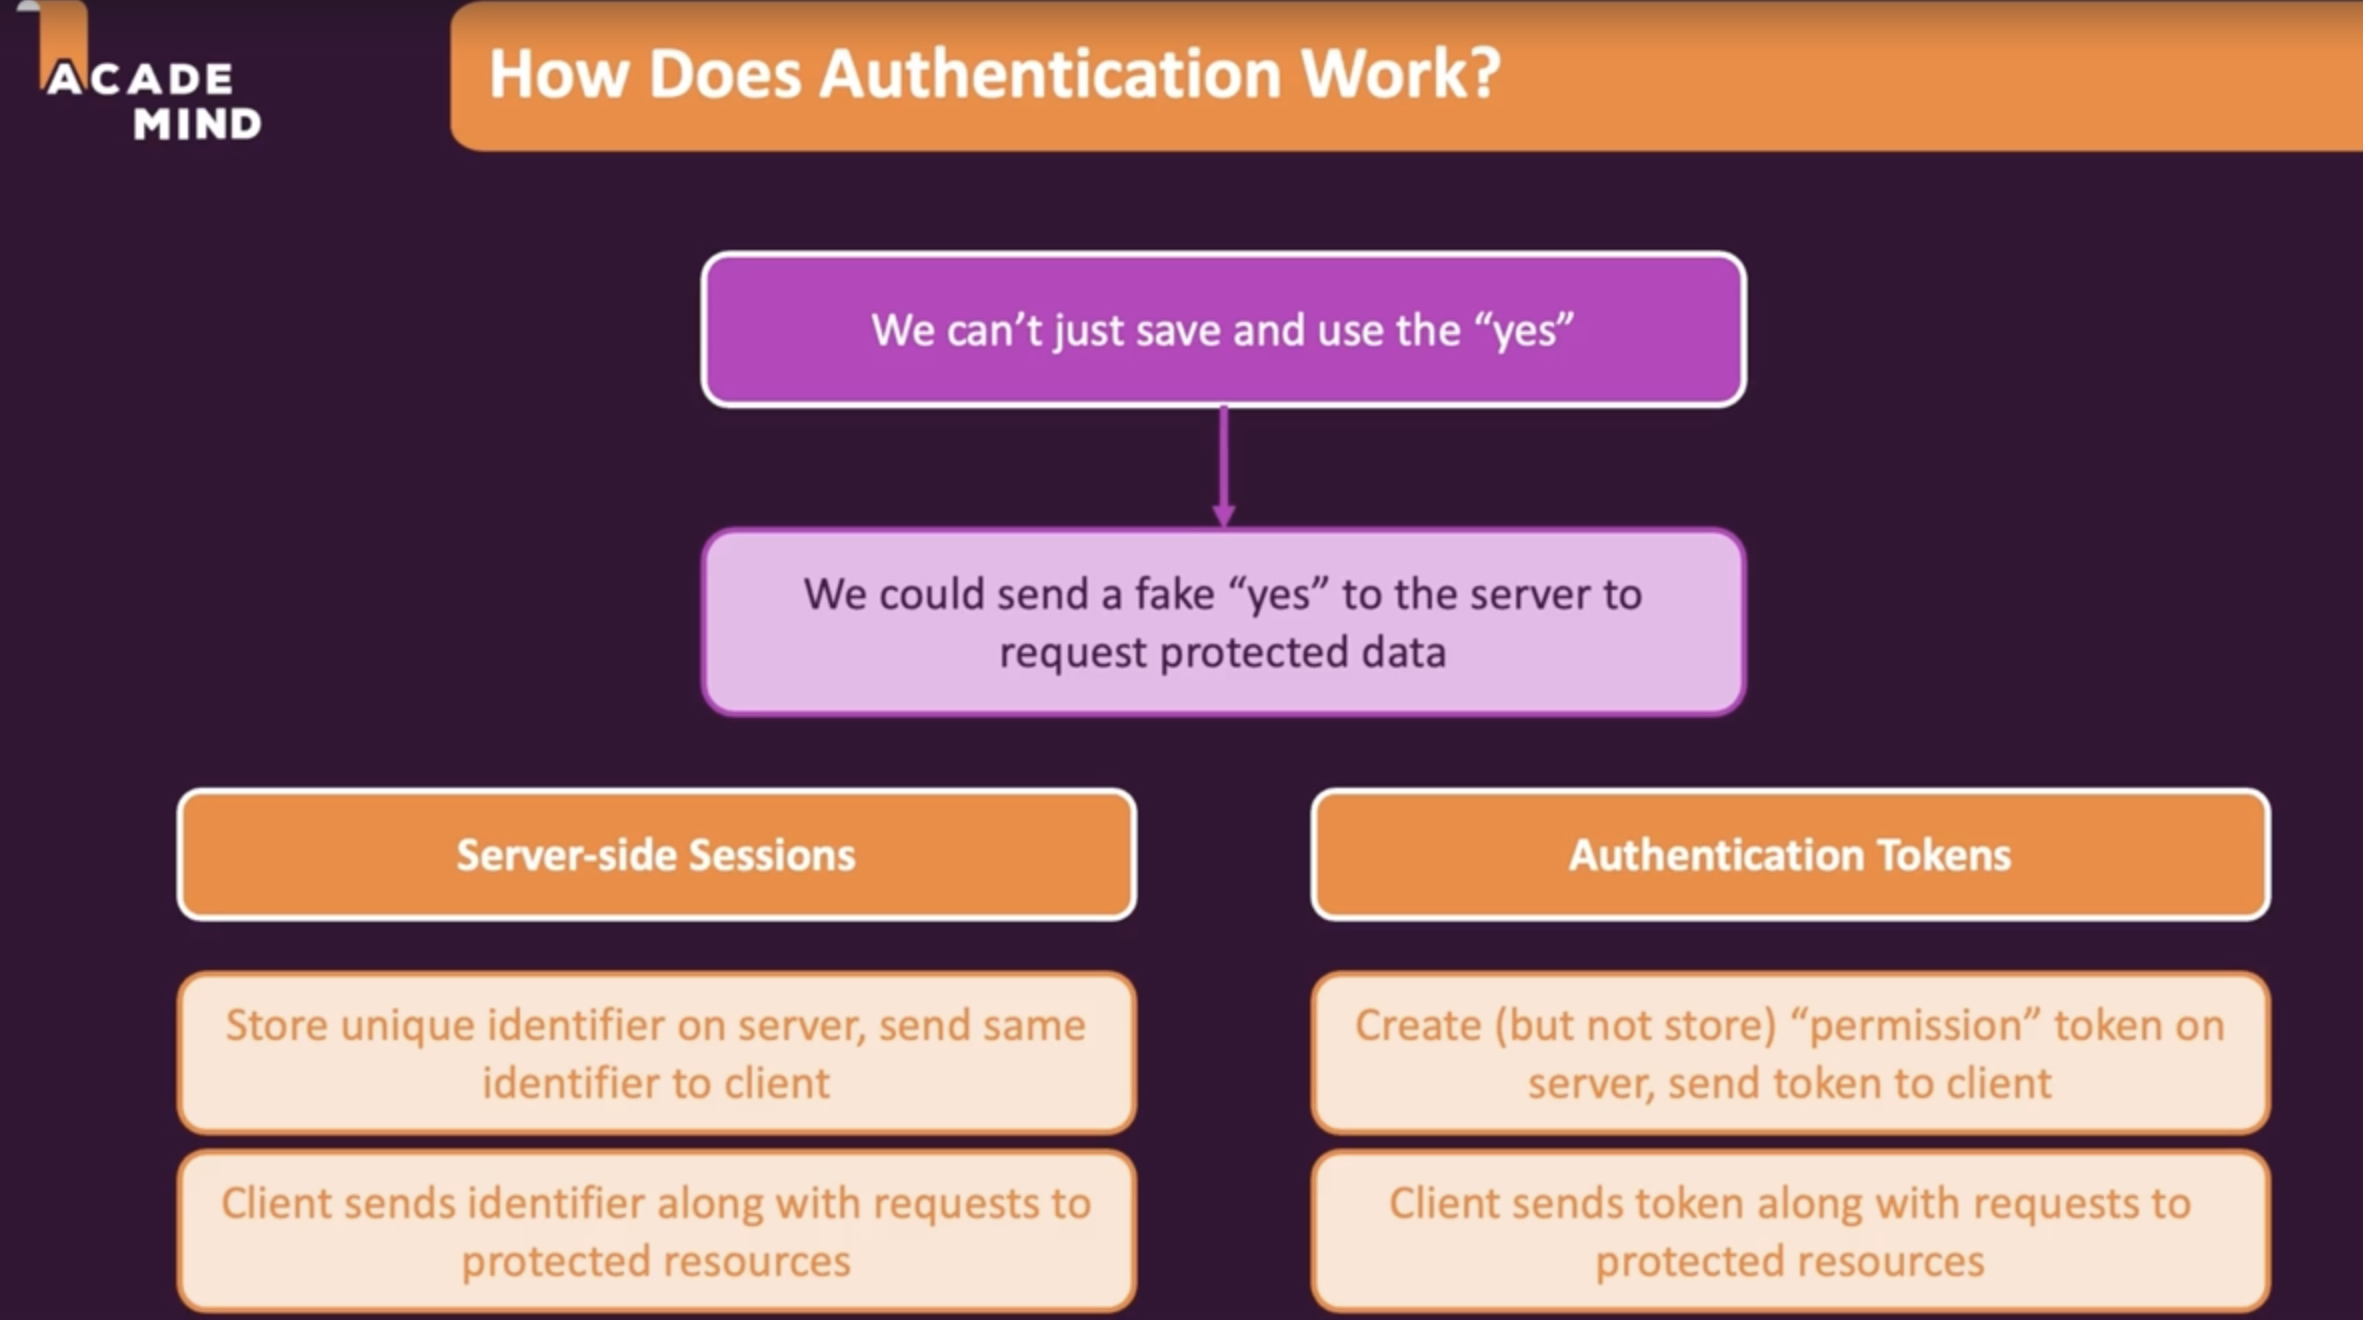 ACADE
MIND
How Does Authentication Work?
We can’t just save and use the “yes”
We could send a fake “yes” to the server to
request protected data
Server-side Sessions
Store unique identifier on server, send same
identifier to client
Client sends identifier along with requests to
protected resources
Authentication Tokens
Create (but not store) “permission” token on
server, send token to client
Client sends token along with requests to
protected resources